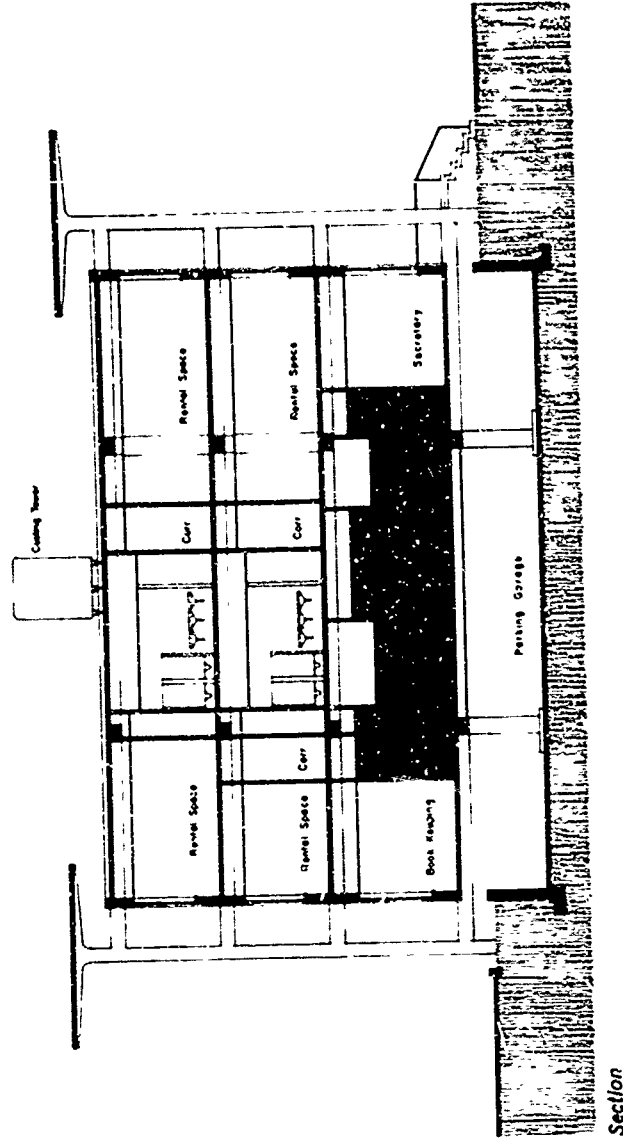 Cooling Tower
Rental Space
Corr
Rental Space
Rental Space
Corr
Corr
Rental Space
Book Keeping
Secretary
Parking Garage
Section